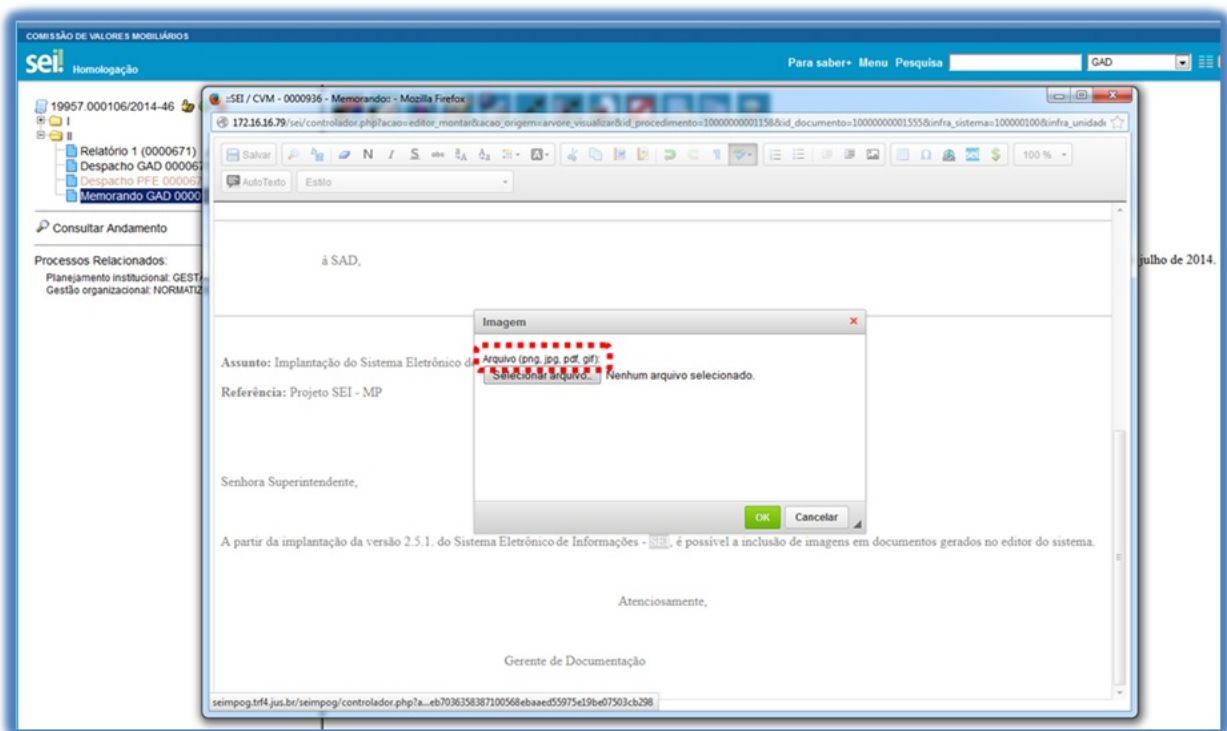 COMISSÃO DE VALORES MOBILIÁRIOS
sei! Homologação
Para saber+ Menu Pesquisa
GAD
19957.000106/2014-46
I
II
Relatório 1 (0000671)
Despacho GAD 000067
Despacho PFE 000067
Memorando GAD 0000
Consultar Andamento
Processos Relacionados:
Planejamento institucional: GESTÃ
Gestão organizacional: NORMATIZ
::SEI / CVM - 0000936 - Memorando:: - Mozilla Firefox
172.16.16.79/sei/controlador.php?acao=editor_montar&acao_origem=arvore_visualizar&id_procedimento=10000000001158&id_documento=10000000001555&infra_sistema=100000100&infra_unidade
Salvar
N I S
100 %
AutoTexto
Estilo
à SAD,
julho de 2014.
Assunto: Implantação do Sistema Eletrônico de
Referência: Projeto SEI - MP
Imagem
Arquivo (png, jpg, pdf, gif):
Selecionar arquivo..
Nenhum arquivo selecionado.
OK
Cancelar
Senhora Superintendente,
A partir da implantação da versão 2.5.1. do Sistema Eletrônico de Informações - SEI, é possível a inclusão de imagens em documentos gerados no editor do sistema.
Atenciosamente,
Gerente de Documentação
seimpog.trf4.jus.br/seimpog/controlador.php?a...eb7036358387100568ebaaed55975e19be07503cb298